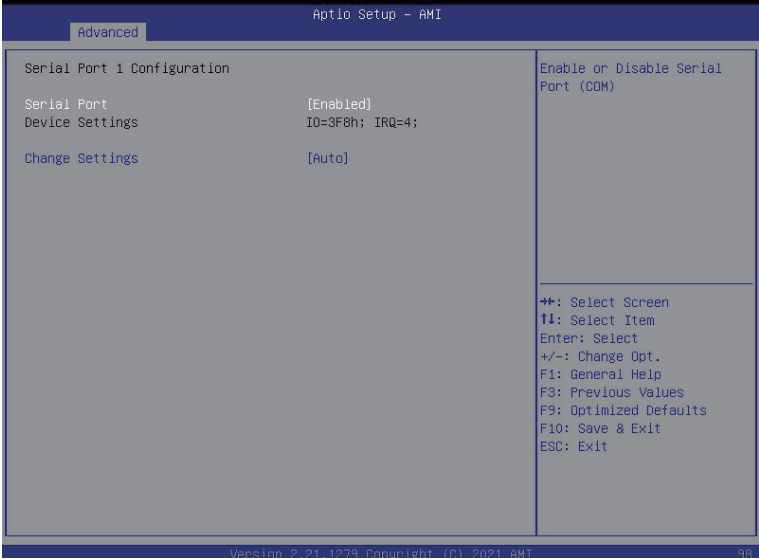 Aptio Setup – AMI
Advanced
Serial Port 1 Configuration
Serial Port [Enabled]
Device Settings IO=3F8h; IRQ=4;
Change Settings [Auto]
Enable or Disable Serial
Port (COM)
→←: Select Screen
↑↓: Select Item
Enter: Select
+/-: Change Opt.
F1: General Help
F3: Previous Values
F9: Optimized Defaults
F10: Save & Exit
ESC: Exit
Version 2.21.1279 Copyright (C) 2021 AMI
98